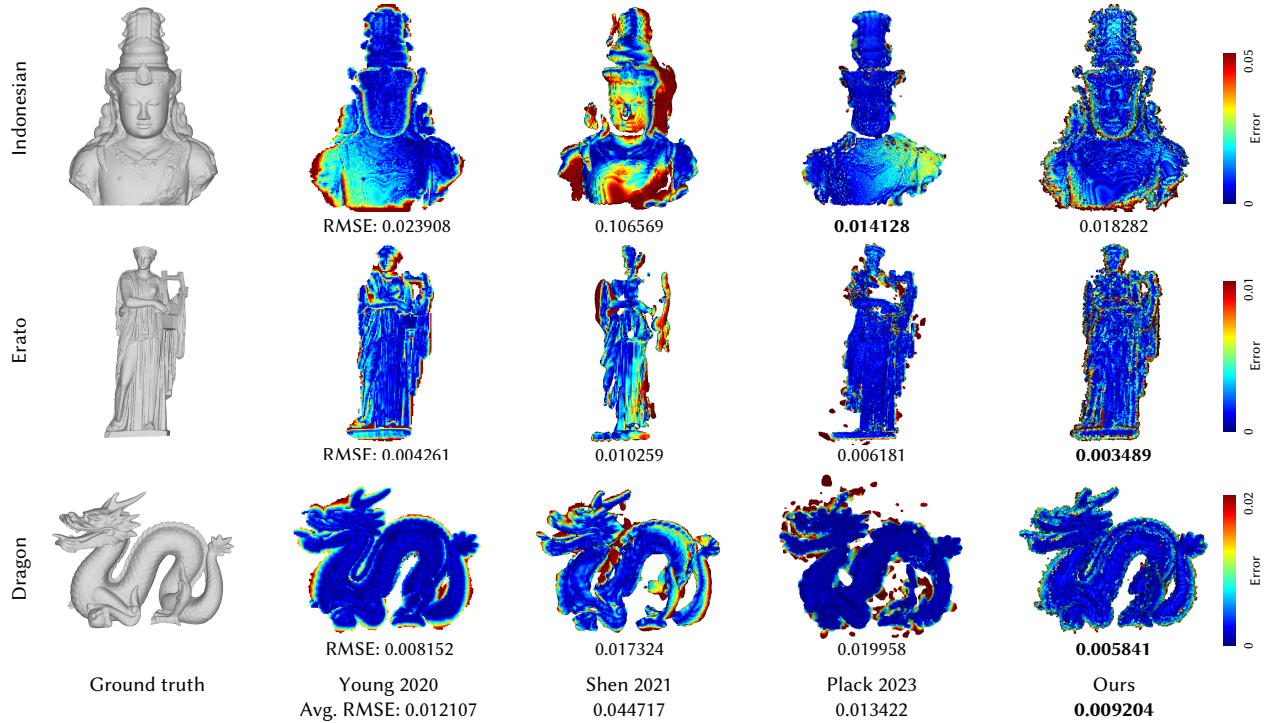 Indonesian
0.05
Error
0
RMSE: 0.023908 0.106569 0.014128 0.018282
Erato
0.01
Error
0
RMSE: 0.004261 0.010259 0.006181 0.003489
Dragon
0.02
Error
0
RMSE: 0.008152 0.017324 0.019958 0.005841
Ground truth Young 2020 Shen 2021 Plack 2023 Ours
Avg. RMSE: 0.012107 0.044717 0.013422 0.009204